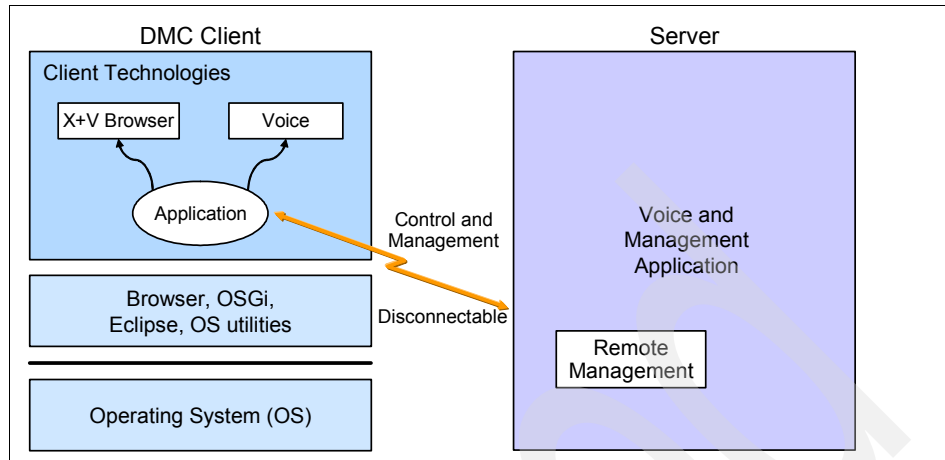 DMC Client
Server
Client Technologies
X+V Browser
Voice
Application
Control and
Management
Disconnectable
Voice and
Management
Application
Remote
Management
Browser, OSGi,
Eclipse, OS utilities
Operating System (OS)